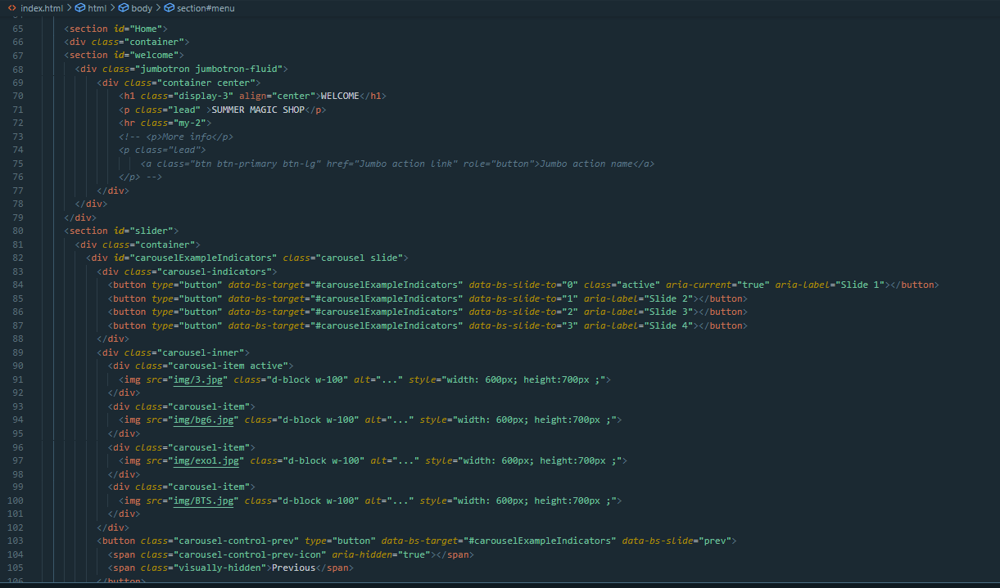 index.html > html > body > section#menu
64
65 <section id="Home">
66 <div class="container">
67 <section id="welcome">
68 <div class="jumbotron jumbotron-fluid">
69 <div class="container center">
70 <h1 class="display-3" align="center">WELCOME</h1>
71 <p class="lead" >SUMMER MAGIC SHOP</p>
72 <hr class="my-2">
73 <!-- <p>More info</p>
74 <p class="lead">
75 <a class="btn btn-primary btn-lg" href="Jumbo action link" role="button">Jumbo action name</a>
76 </p> -->
77 </div>
78 </div>
79 </div>
80 <section id="slider">
81 <div class="container">
82 <div id="carouselExampleIndicators" class="carousel slide">
83 <div class="carousel-indicators">
84 <button type="button" data-bs-target="#carouselExampleIndicators" data-bs-slide-to="0" class="active" aria-current="true" aria-label="Slide 1"></button>
85 <button type="button" data-bs-target="#carouselExampleIndicators" data-bs-slide-to="1" aria-label="Slide 2"></button>
86 <button type="button" data-bs-target="#carouselExampleIndicators" data-bs-slide-to="2" aria-label="Slide 3"></button>
87 <button type="button" data-bs-target="#carouselExampleIndicators" data-bs-slide-to="3" aria-label="Slide 4"></button>
88 </div>
89 <div class="carousel-inner">
90 <div class="carousel-item active">
91 <img src="img/3.jpg" class="d-block w-100" alt="..." style="width: 600px; height:700px ;">
92 </div>
93 <div class="carousel-item">
94 <img src="img/bg6.jpg" class="d-block w-100" alt="..." style="width: 600px; height:700px ;">
95 </div>
96 <div class="carousel-item">
97 <img src="img/exo1.jpg" class="d-block w-100" alt="..." style="width: 600px; height:700px ;">
98 </div>
99 <div class="carousel-item">
100 <img src="img/BTS.jpg" class="d-block w-100" alt="..." style="width: 600px; height:700px ;">
101 </div>
102 </div>
103 <button class="carousel-control-prev" type="button" data-bs-target="#carouselExampleIndicators" data-bs-slide="prev">
104 <span class="carousel-control-prev-icon" aria-hidden="true"></span>
105 <span class="visually-hidden">Previous</span>
106 </button>